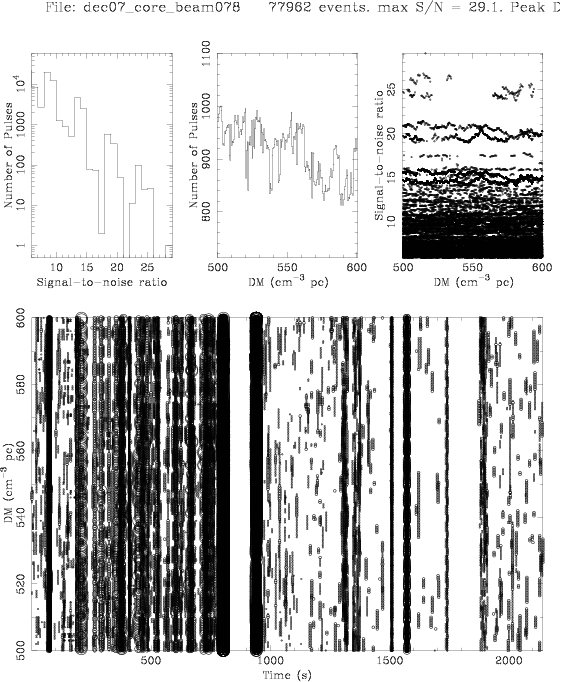 File: dec07_core_beam078 77962 events. max S/N = 29.1. Peak D
Number of Pulses
1 10 100 1000 10^4
10 15 20 25
Signal-to-noise ratio
Number of Pulses
800 900 1000 1100
500 550 600
DM (cm^-3 pc)
Signal-to-noise ratio
10 15 20 25
500 550 600
DM (cm^-3 pc)
DM (cm^-3 pc)
500 520 540 560 580 600
500 1000 1500 2000
Time (s)